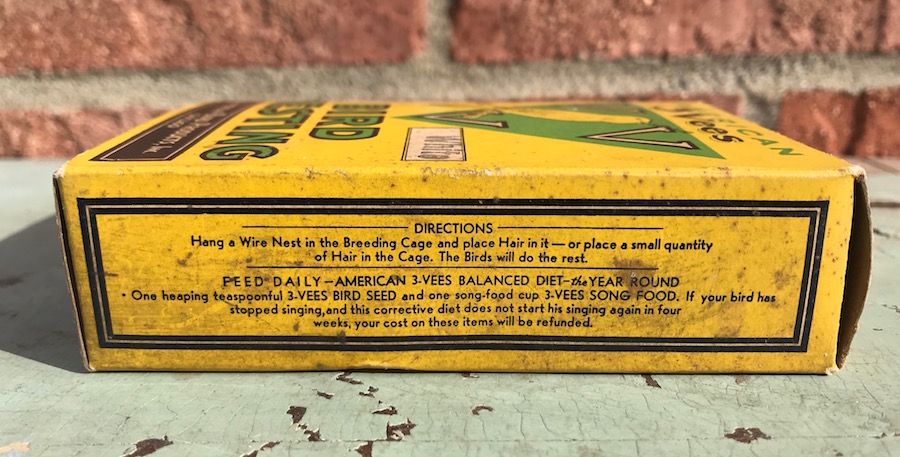 BIRD
NESTING
AMERICAN
Vees
DIRECTIONS
Hang a Wire Nest in the Breeding Cage and place Hair in it — or place a small quantity
of Hair in the Cage. The Birds will do the rest.
FEED DAILY—AMERICAN 3-VEES BALANCED DIET—the YEAR ROUND
• One heaping teaspoonful 3-VEES BIRD SEED and one song-food cup 3-VEES SONG FOOD. If your bird has
stopped singing, and this corrective diet does not start his singing again in four
weeks, your cost on these items will be refunded.